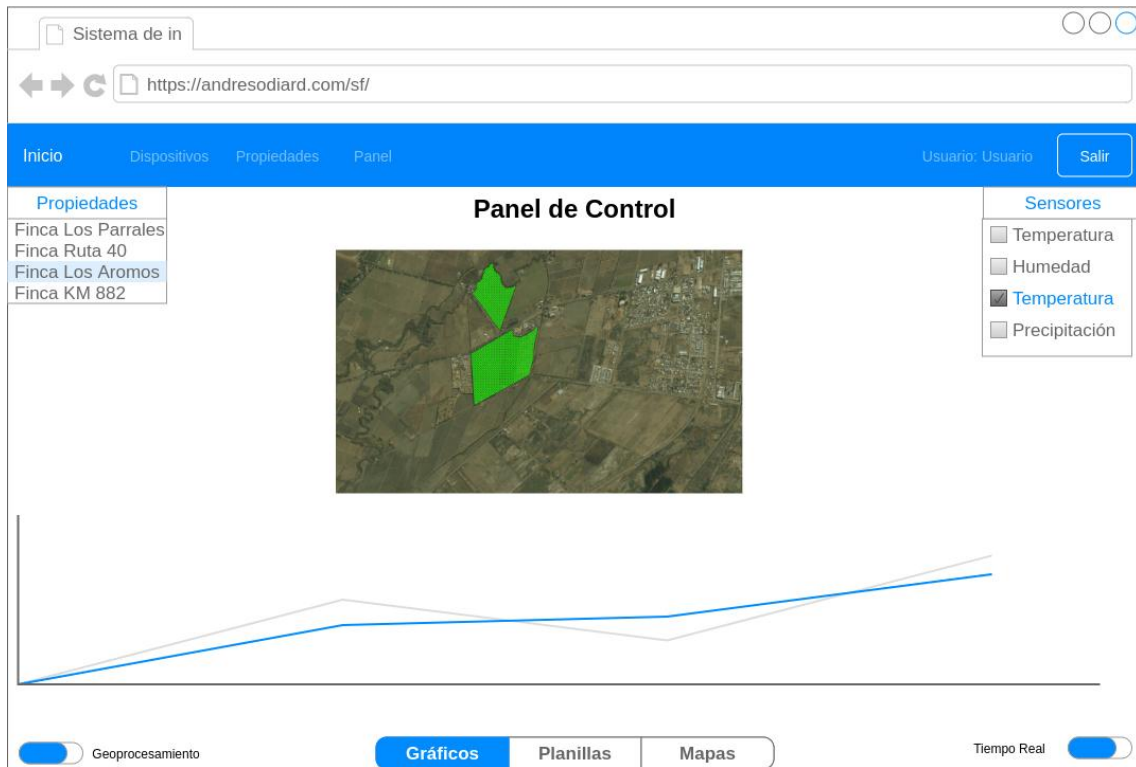 Sistema de in
https://andresodiard.com/sf/
Inicio Dispositivos Propiedades Panel Usuario: Usuario Salir
Propiedades
Finca Los Parrales
Finca Ruta 40
Finca Los Aromos
Finca KM 882
Panel de Control
Sensores
Temperatura
Humedad
Temperatura
Precipitación
Geoprocesamiento
Gráficos Planillas Mapas
Tiempo Real